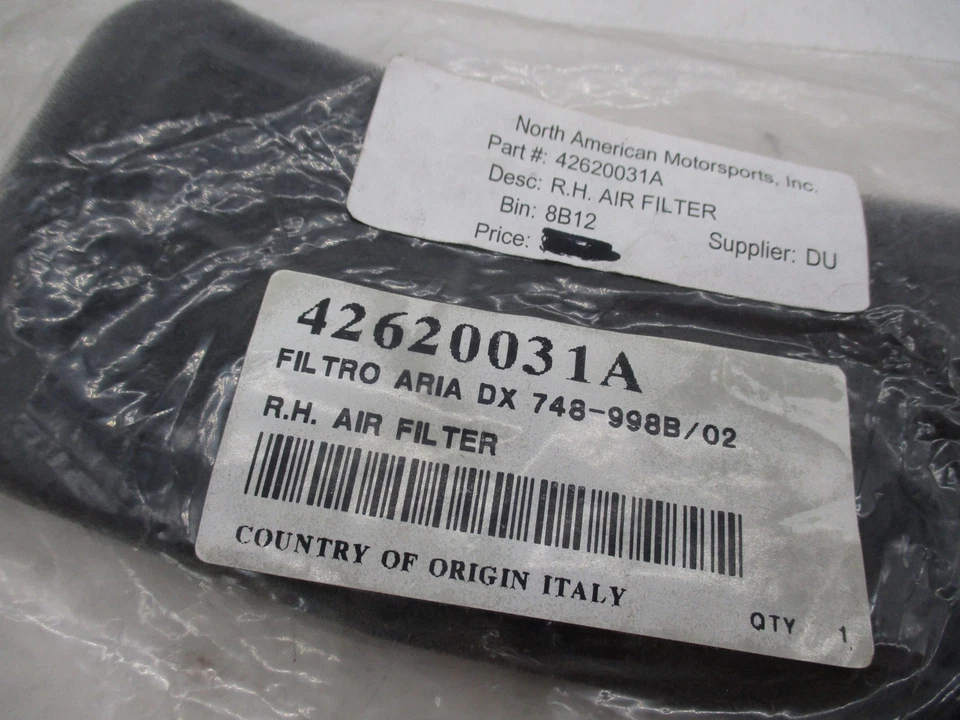 North American Motorsports, Inc.
Part #: 42620031A
Desc: R.H. AIR FILTER
Bin: 8B12
Price:
Supplier: DU
42620031A
FILTRO ARIA DX 748-998B/02
R.H. AIR FILTER
COUNTRY OF ORIGIN ITALY
QTY 1